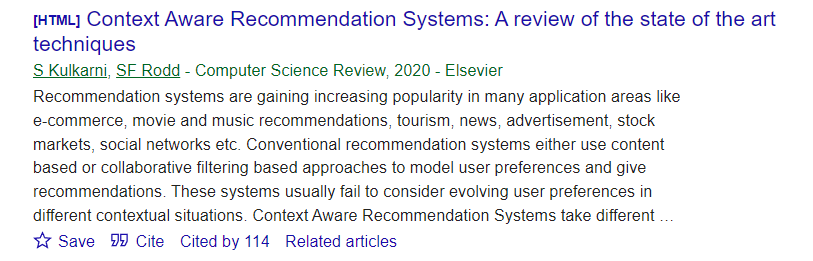 [HTML] Context Aware Recommendation Systems: A review of the state of the art
techniques
S Kulkarni, SF Rodd - Computer Science Review, 2020 - Elsevier
Recommendation systems are gaining increasing popularity in many application areas like
e-commerce, movie and music recommendations, tourism, news, advertisement, stock
markets, social networks etc. Conventional recommendation systems either use content
based or collaborative filtering based approaches to model user preferences and give
recommendations. These systems usually fail to consider evolving user preferences in
different contextual situations. Context Aware Recommendation Systems take different …
Save Cite Cited by 114 Related articles